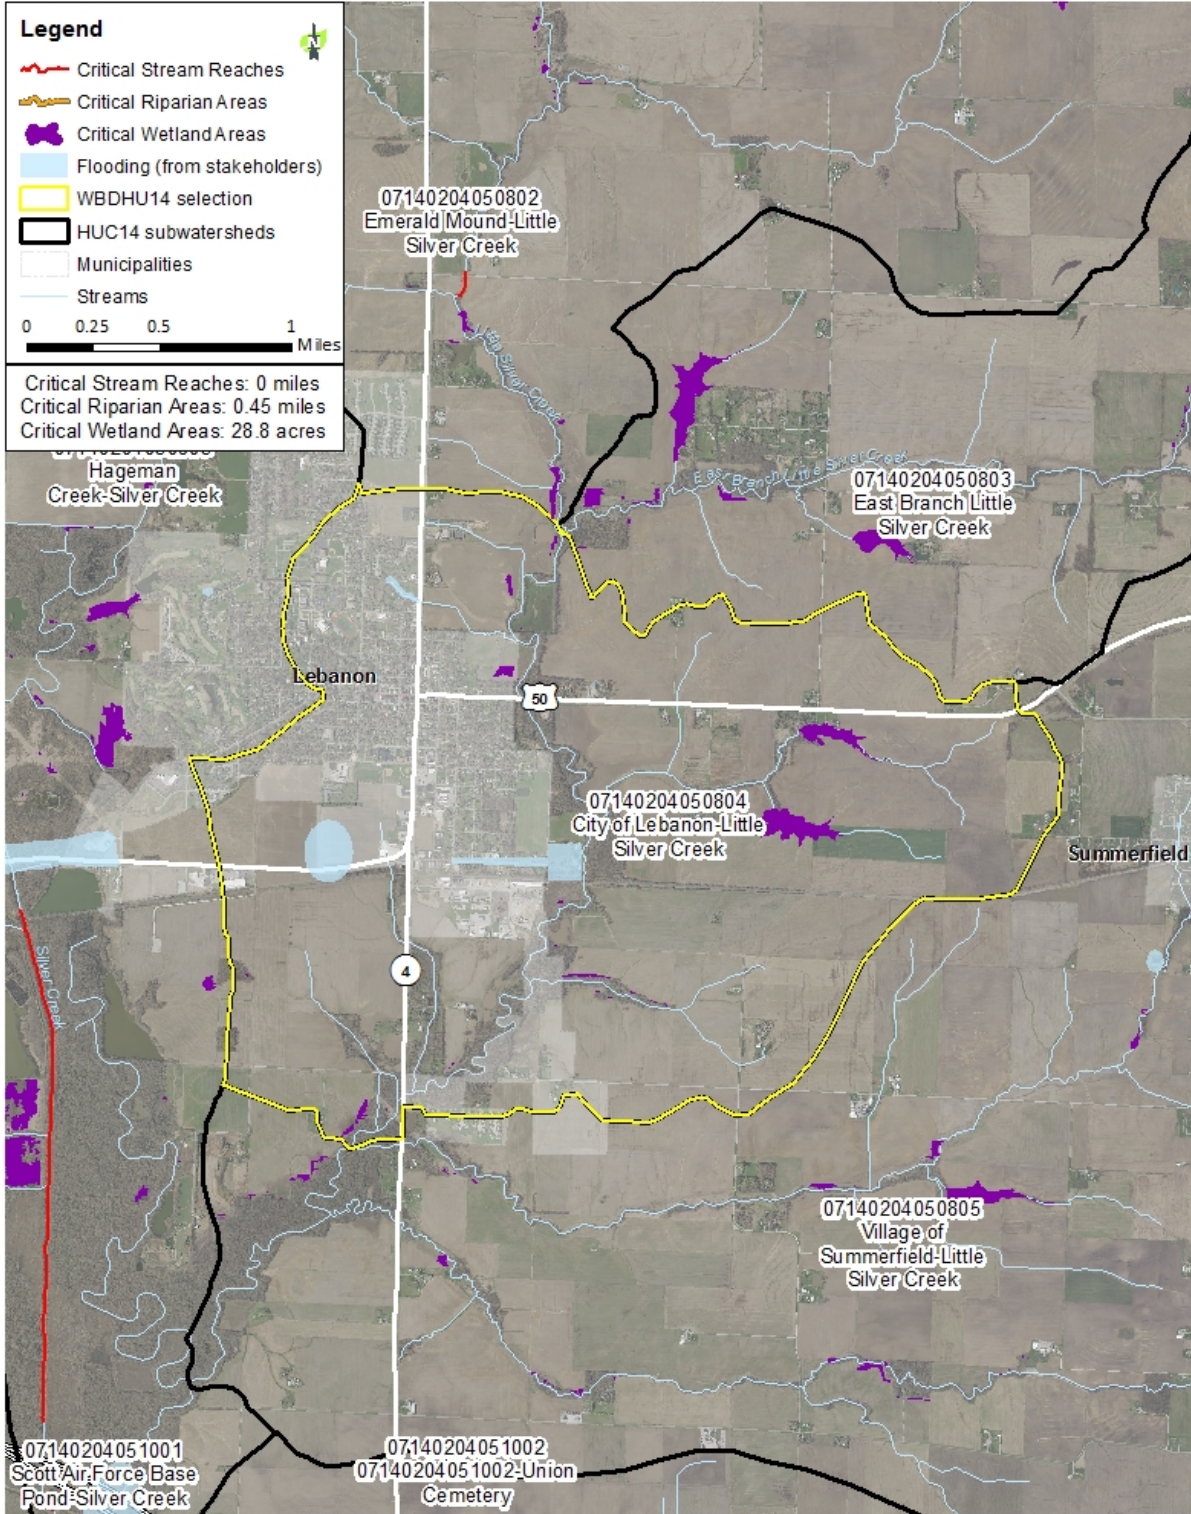 Legend
N
Critical Stream Reaches
Critical Riparian Areas
Critical Wetland Areas
Flooding (from stakeholders)
WBDHU14 selection
HUC14 subwatersheds
Municipalities
Streams
0 0.25 0.5 1
Miles
Critical Stream Reaches: 0 miles
Critical Riparian Areas: 0.45 miles
Critical Wetland Areas: 28.8 acres
07140204050802
Emerald Mound-Little
Silver Creek
Little Silver Creek
Hageman
Creek-Silver Creek
East Branch Little Silver Creek
07140204050803
East Branch Little
Silver Creek
Lebanon
50
07140204050804
City of Lebanon-Little
Silver Creek
Summerfield
Silver Creek
4
07140204050805
Village of
Summerfield-Little
Silver Creek
07140204051001
Scott Air Force Base
Pond-Silver Creek
07140204051002
07140204051002-Union
Cemetery